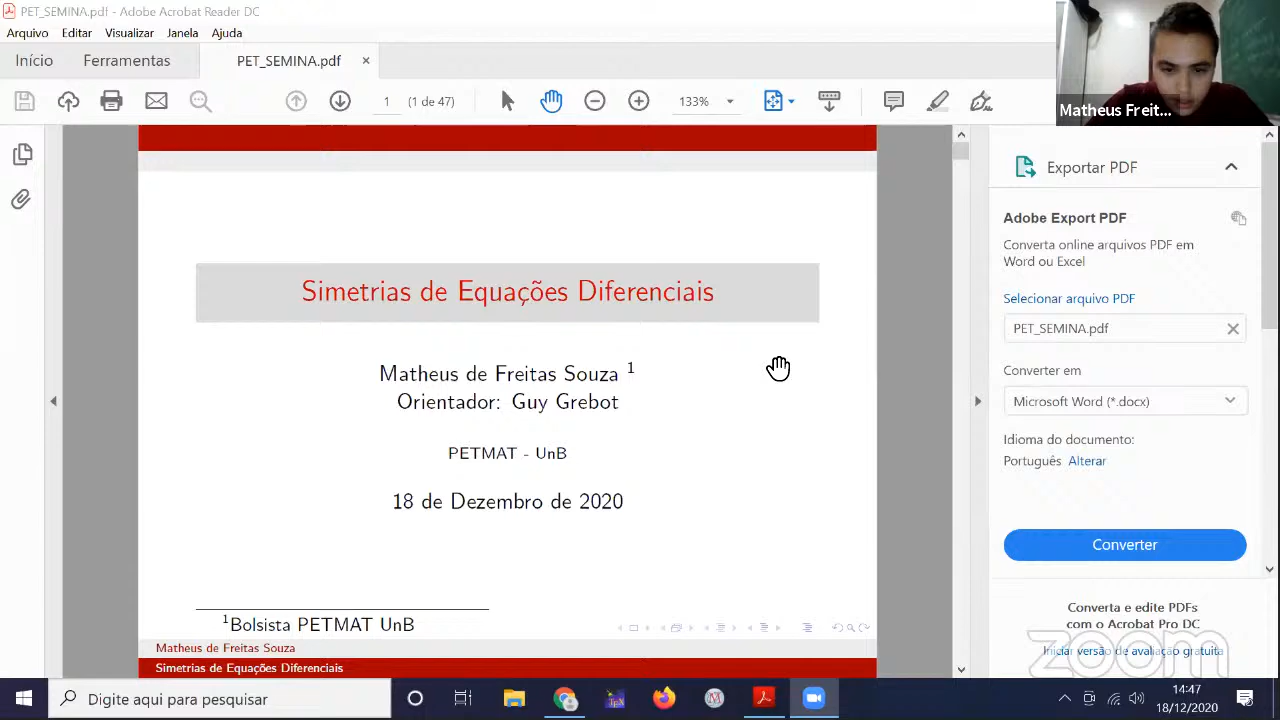 PET_SEMINA.pdf - Adobe Acrobat Reader DC
Arquivo Editar Visualizar Janela Ajuda
Início Ferramentas PET_SEMINA.pdf ×
1 (1 de 47) 133%
Matheus Freit...
Exportar PDF
Adobe Export PDF
Converta online arquivos PDF em
Word ou Excel
Selecionar arquivo PDF
PET_SEMINA.pdf
Converter em
Microsoft Word (*.docx)
Idioma do documento:
Português Alterar
Converter
Converta e edite PDFs
com o Acrobat Pro DC
Iniciar versão de avaliação gratuita
zoom
Simetrias de Equações Diferenciais
Matheus de Freitas Souza 1
Orientador: Guy Grebot
PETMAT - UnB
18 de Dezembro de 2020
1Bolsista PETMAT UnB
Matheus de Freitas Souza
Simetrias de Equações Diferenciais
Digite aqui para pesquisar
14:47
18/12/2020